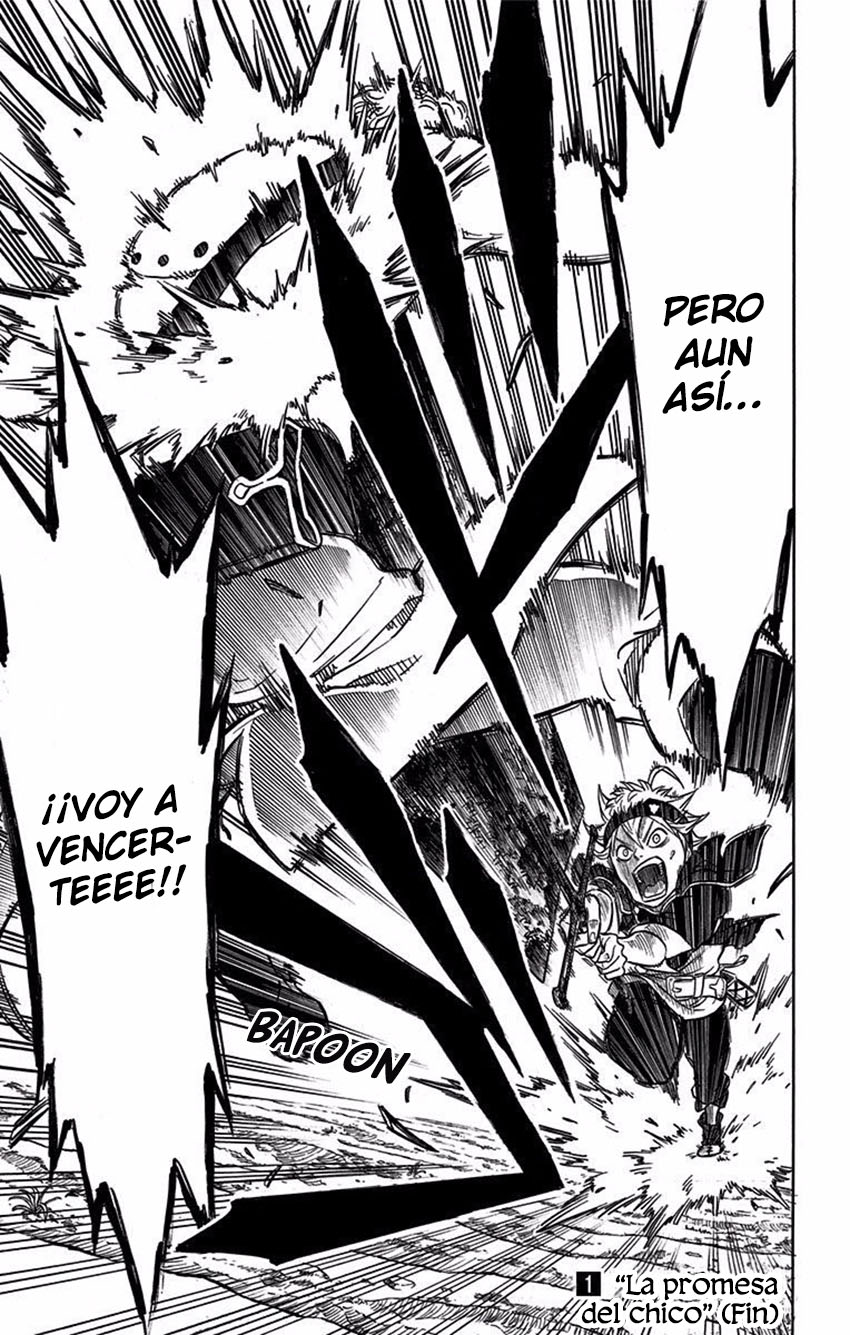 PERO
AUN
ASÍ...
¡¡VOY A
VENCER-
TEEEE!!
BAPOON
1 "La promesa
del chico" (Fin)